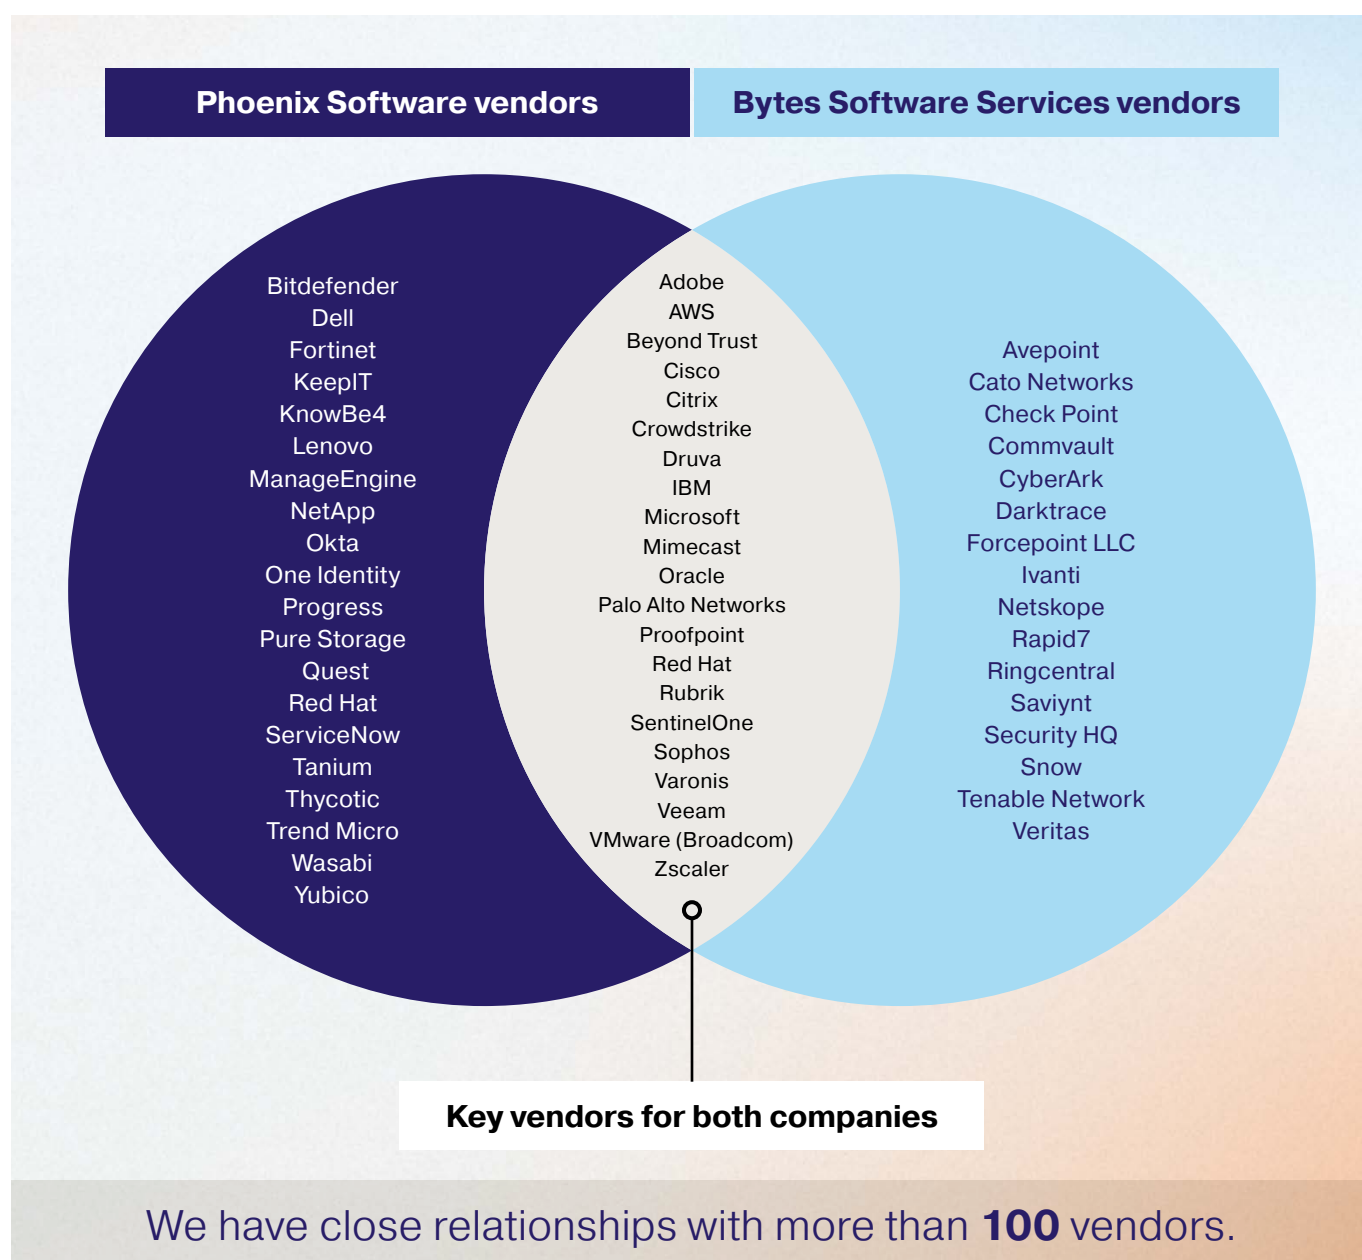 Phoenix Software vendors
Bytes Software Services vendors
Bitdefender
Dell
Fortinet
KeepIT
KnowBe4
Lenovo
ManageEngine
NetApp
Okta
One Identity
Progress
Pure Storage
Quest
Red Hat
ServiceNow
Tanium
Thycotic
Trend Micro
Wasabi
Yubico
Adobe
AWS
Beyond Trust
Cisco
Citrix
Crowdstrike
Druva
IBM
Microsoft
Mimecast
Oracle
Palo Alto Networks
Proofpoint
Red Hat
Rubrik
SentinelOne
Sophos
Varonis
Veeam
VMware (Broadcom)
Zscaler
Avepoint
Cato Networks
Check Point
Commvault
CyberArk
Darktrace
Forcepoint LLC
Ivanti
Netskope
Rapid7
Ringcentral
Saviynt
Security HQ
Snow
Tenable Network
Veritas
Key vendors for both companies
We have close relationships with more than 100 vendors.